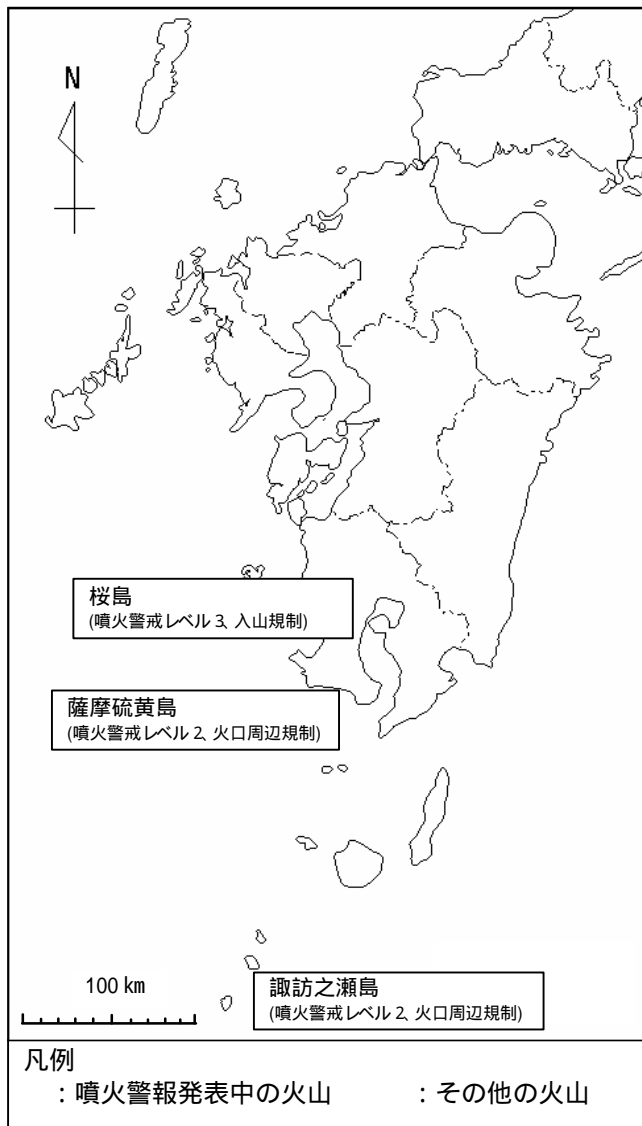 N
桜島
(噴火警戒レベル3、入山規制)
薩摩硫黄島
(噴火警戒レベル2、火口周辺規制)
100 km
諏訪之瀬島
(噴火警戒レベル2、火口周辺規制)
凡例
：噴火警報発表中の火山　　：その他の火山